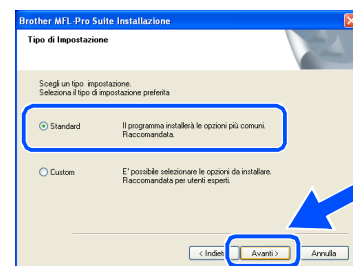 Brother MFL-Pro Suite Installazione
Tipo di Impostazione
Scegli un tipo impostazione.
Seleziona il tipo di impostazione preferita
Standard
Il programma installerà le opzioni più comuni.
Raccomandata.
Custom
E' possibile selezionare le opzioni da installare.
Raccomandata per utenti esperti.
< Indiet Avanti > Annulla